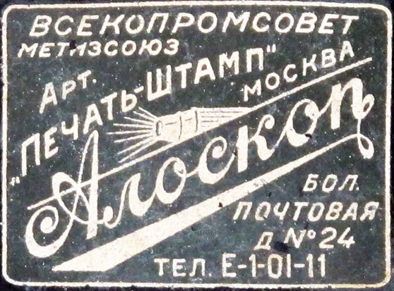 ВСЕКОПРОМСОВЕТ
МЕТИЗСОЮЗ
АРТ.
„ПЕЧАТЬ-ШТАМП"
МОСКВА
Алоскоп
БОЛ.
ПОЧТОВАЯ
Д. № 24
ТЕЛ. Е-1-01-11